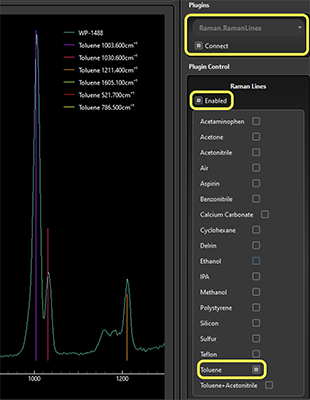 WP-1488
Toluene 1003.600cm⁻¹
Toluene 1030.600cm⁻¹
Toluene 1211.400cm⁻¹
Toluene 1605.100cm⁻¹
Toluene 521.700cm⁻¹
Toluene 786.500cm⁻¹
1000
1200
Plugins
Raman.RamanLines
Connect
Plugin Control
Raman Lines
Enabled
Acetaminophen
Acetone
Acetonitrile
Air
Aspirin
Benzonitrile
Calcium Carbonate
Cyclohexane
Delrin
Ethanol
IPA
Methanol
Polystyrene
Silicon
Sulfur
Teflon
Toluene
Toluene+Acetonitrile